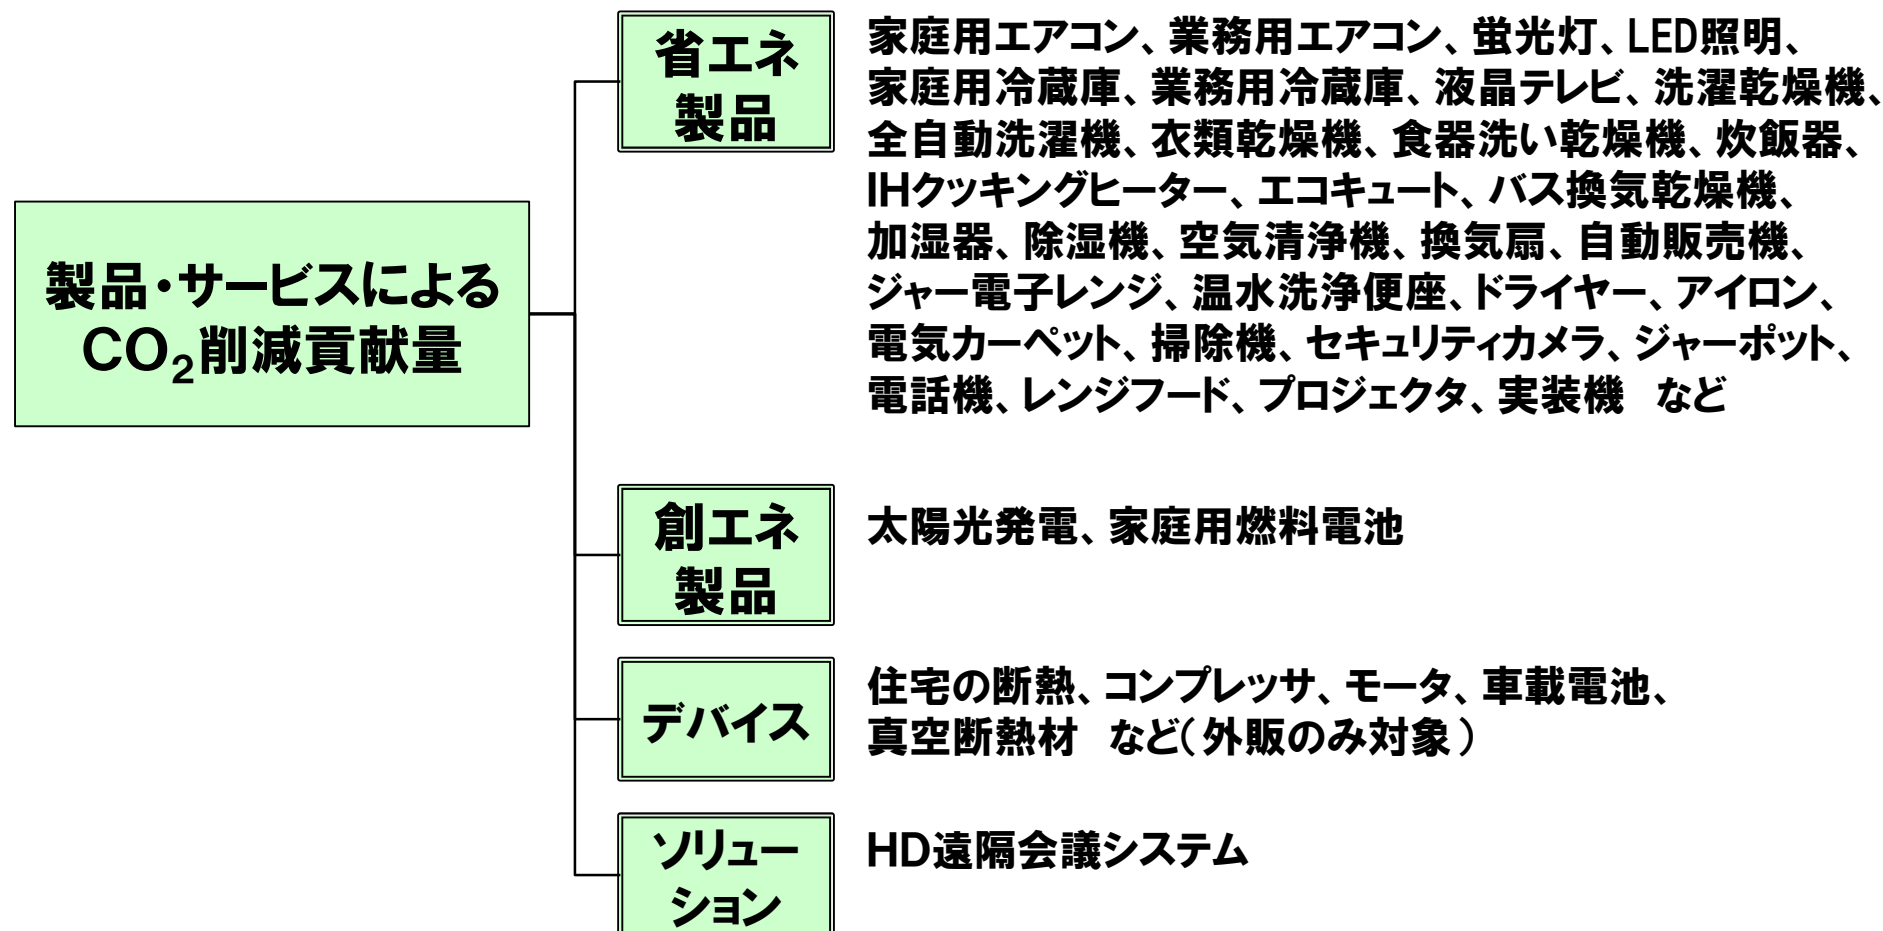 製品・サービスによる
CO₂削減貢献量
省エネ
製品
家庭用エアコン、業務用エアコン、蛍光灯、LED照明、
家庭用冷蔵庫、業務用冷蔵庫、液晶テレビ、洗濯乾燥機、
全自動洗濯機、衣類乾燥機、食器洗い乾燥機、炊飯器、
IHクッキングヒーター、エコキュート、バス換気乾燥機、
加湿器、除湿機、空気清浄機、換気扇、自動販売機、
ジャー電子レンジ、温水洗浄便座、ドライヤー、アイロン、
電気カーペット、掃除機、セキュリティカメラ、ジャーポット、
電話機、レンジフード、プロジェクタ、実装機　など
創エネ
製品
太陽光発電、家庭用燃料電池
デバイス
住宅の断熱、コンプレッサ、モータ、車載電池、
真空断熱材　など（外販のみ対象）
ソリュー
ション
HD遠隔会議システム